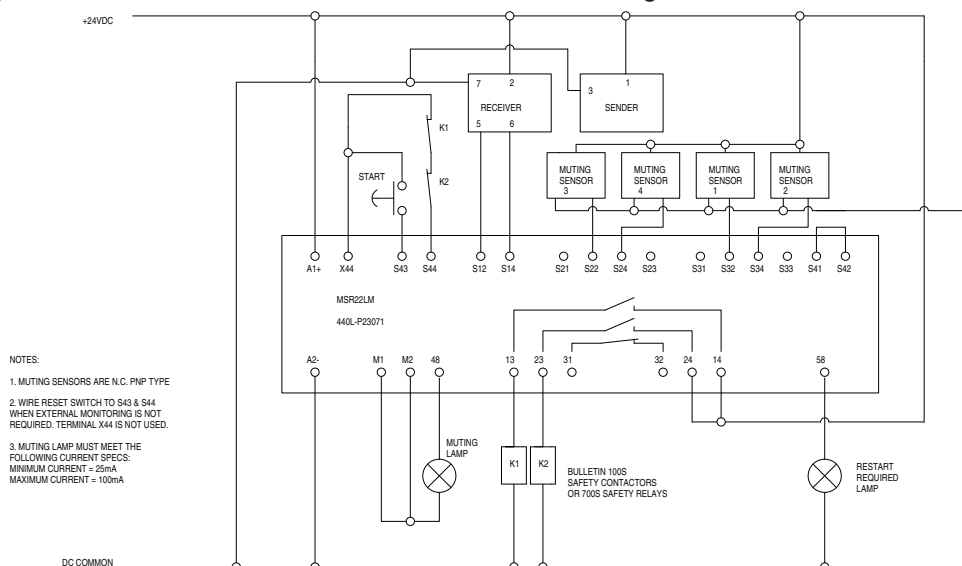 +24VDC
7 2
RECEIVER
5 6
3 1
SENDER
K1
START
K2
MUTING
SENSOR
3
MUTING
SENSOR
4
MUTING
SENSOR
1
MUTING
SENSOR
2
A1+ X44 S43 S44 S12 S14 S21 S22 S24 S23 S31 S32 S34 S33 S41 S42
MSR22LM
440L-P23071
A2- M1 M2 48 13 23 31 32 24 14 58
NOTES:
1. MUTING SENSORS ARE N.C. PNP TYPE
2. WIRE RESET SWITCH TO S43 & S44
WHEN EXTERNAL MONITORING IS NOT
REQUIRED. TERMINAL X44 IS NOT USED.
3. MUTING LAMP MUST MEET THE
FOLLOWING CURRENT SPECS:
MINIMUM CURRENT = 25mA
MAXIMUM CURRENT = 100mA
MUTING
LAMP
K1 K2
BULLETIN 100S
SAFETY CONTACTORS
OR 700S SAFETY RELAYS
RESTART
REQUIRED
LAMP
DC COMMON